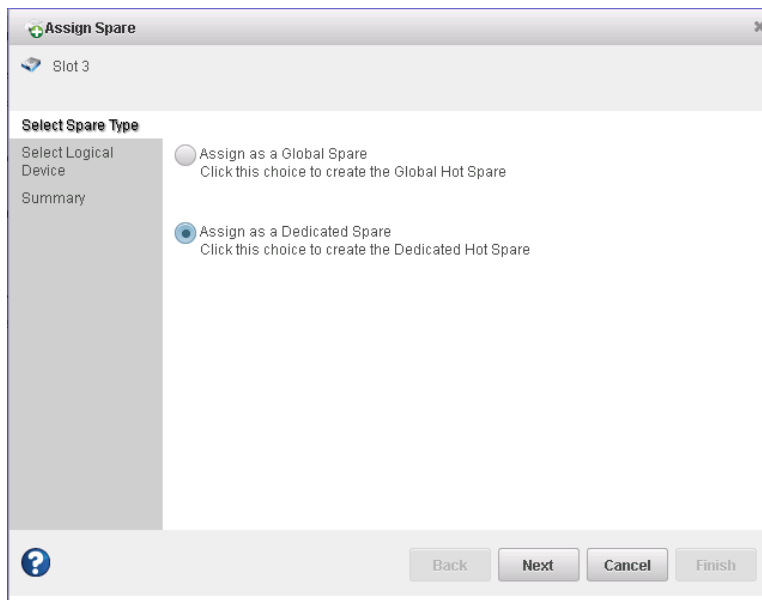 Assign Spare
Slot 3
Select Spare Type
Select Logical
Device
Summary
Assign as a Global Spare
Click this choice to create the Global Hot Spare
Assign as a Dedicated Spare
Click this choice to create the Dedicated Hot Spare
?
Back
Next
Cancel
Finish